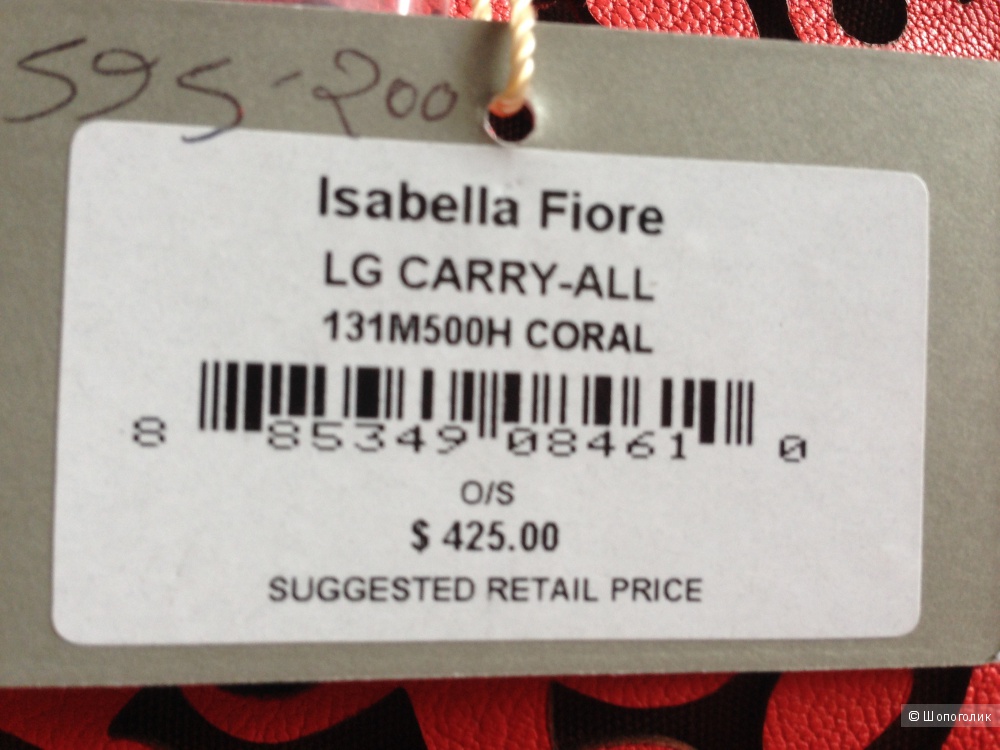 595-200
Isabella Fiore
LG CARRY-ALL
131M500H CORAL
8 85349 08461 0
O/S
$ 425.00
SUGGESTED RETAIL PRICE
© Шопоголик